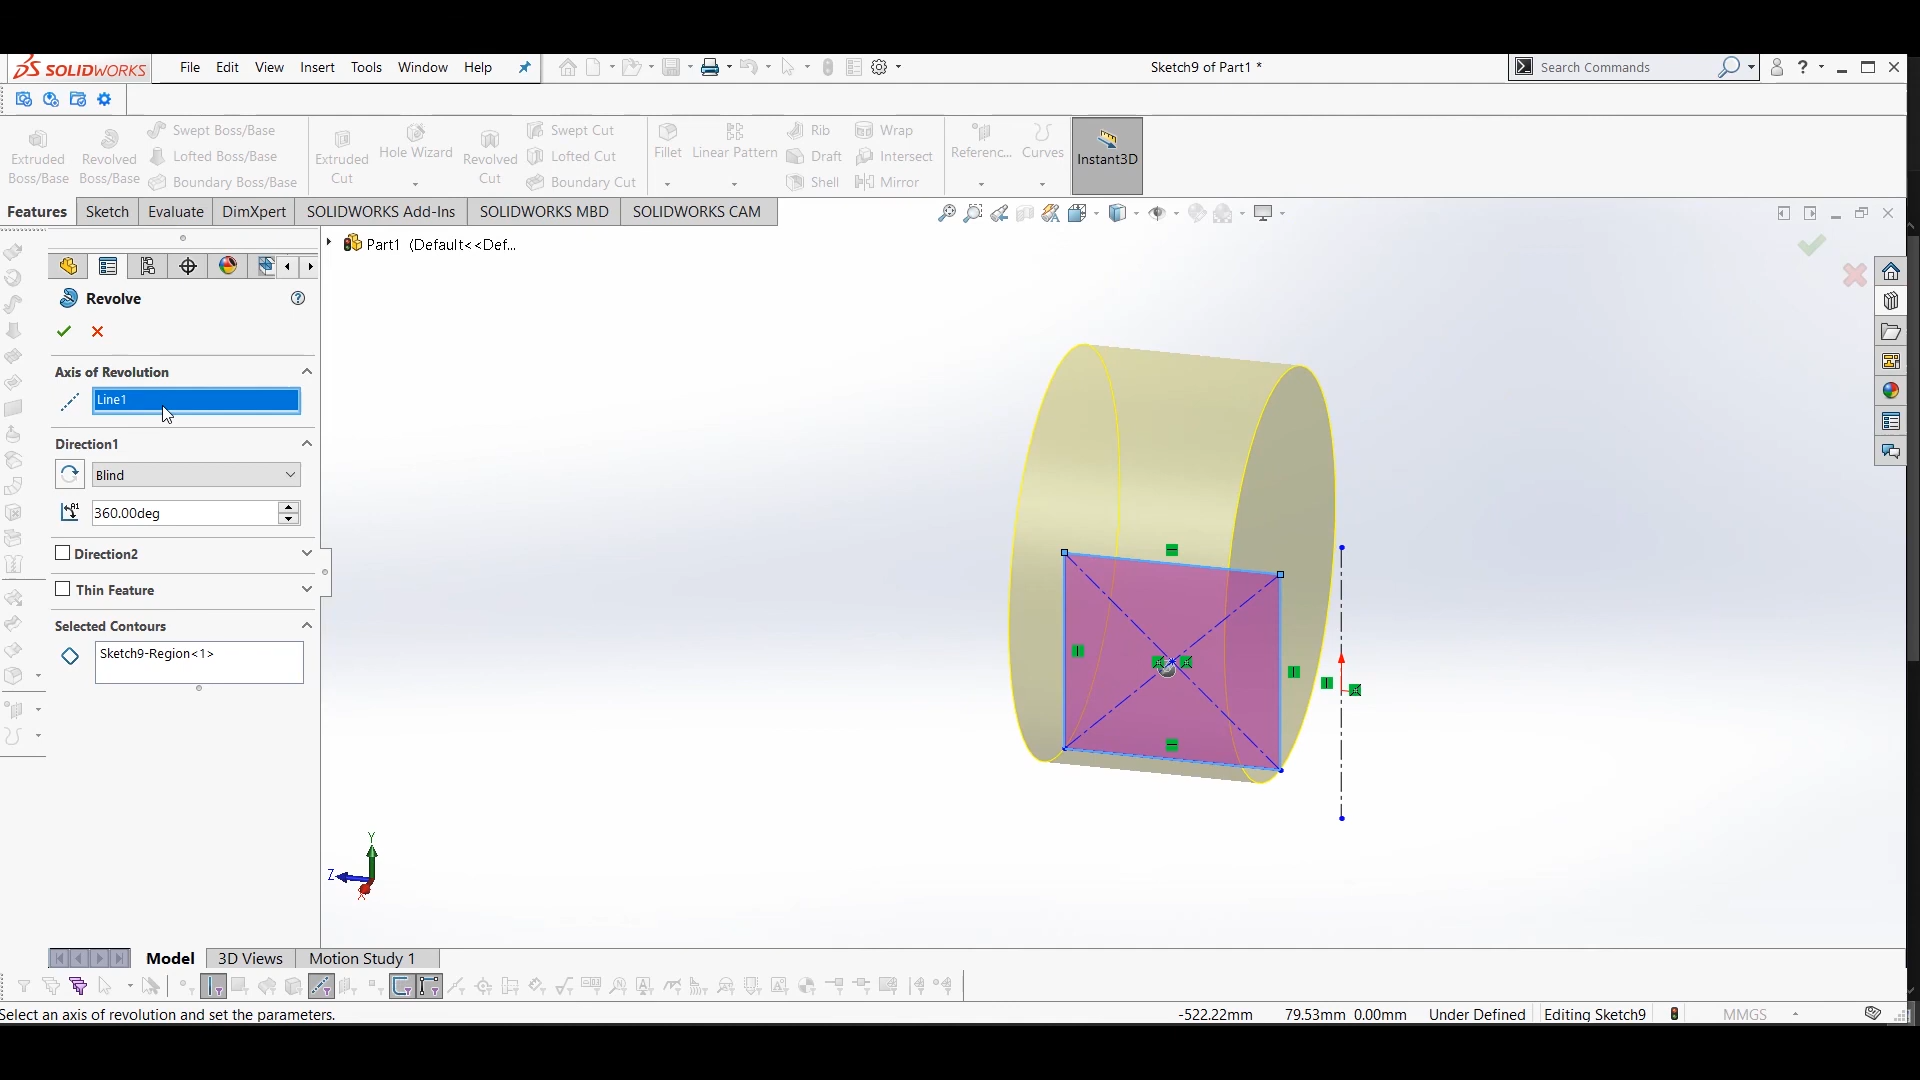 SOLIDWORKS File Edit View Insert Tools Window Help Sketch9 of Part1 * Search Commands ?
Extruded Boss/Base
Revolved Boss/Base
Swept Boss/Base
Lofted Boss/Base
Boundary Boss/Base
Extruded Cut
Hole Wizard
Revolved Cut
Swept Cut
Lofted Cut
Boundary Cut
Fillet
Linear Pattern
Rib
Draft
Shell
Wrap
Intersect
Mirror
Referenc...
Curves
Instant3D
Features Sketch Evaluate DimXpert SOLIDWORKS Add-Ins SOLIDWORKS MBD SOLIDWORKS CAM
Part1 (Default<<Def...
Revolve
Axis of Revolution
Line1
Direction1
Blind
360.00deg
Direction2
Thin Feature
Selected Contours
Sketch9-Region<1>
Y
Z
X
Model 3D Views Motion Study 1
Select an axis of revolution and set the parameters. -522.22mm 79.53mm 0.00mm Under Defined Editing Sketch9 MMGS